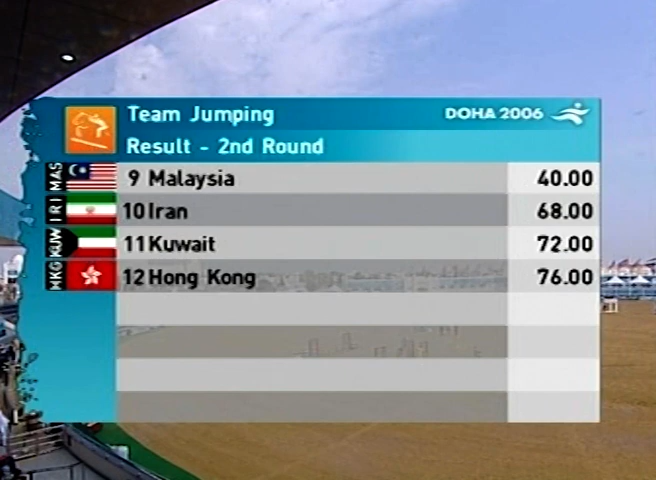 Team Jumping DOHA 2006
Result - 2nd Round
MAS 9 Malaysia 40.00
IRI 10 Iran 68.00
KUW 11 Kuwait 72.00
HKG 12 Hong Kong 76.00